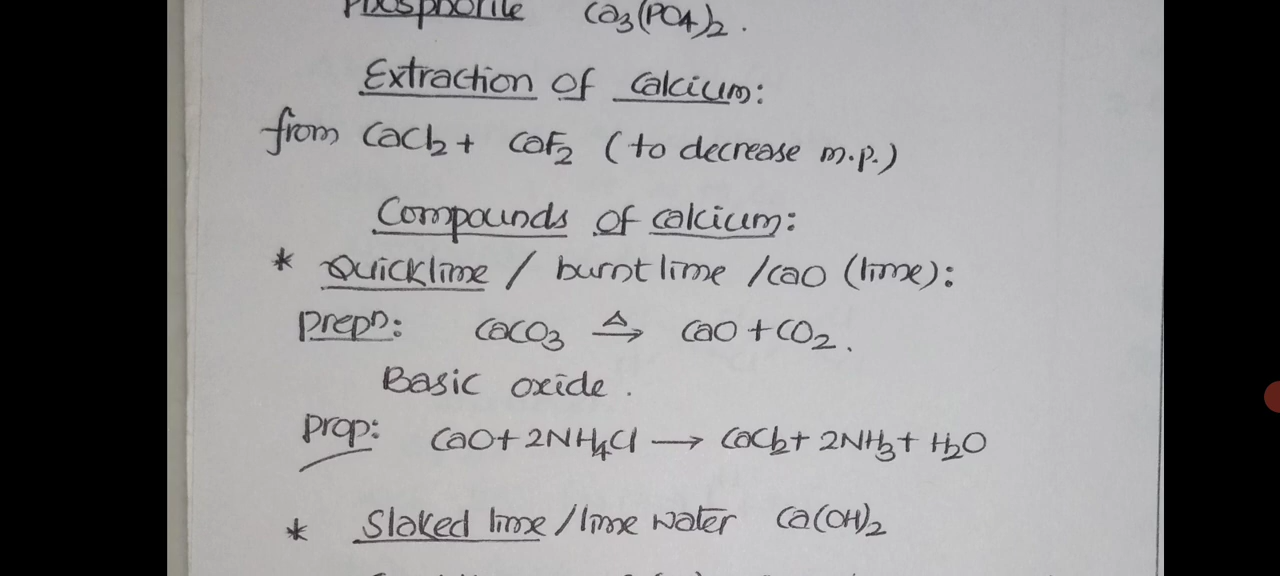 Phosphorite Ca3(PO4)2.
Extraction of calcium:
from CaCl2 + CaF2 (to decrease m.p.)
Compounds of calcium:
* Quicklime / burnt lime / CaO (lime):
Prepn: CaCO3 Δ→ CaO + CO2.
Basic oxide.
Prop: CaO + 2NH4Cl → CaCl2 + 2NH3 + H2O
* Slaked lime / lime water Ca(OH)2